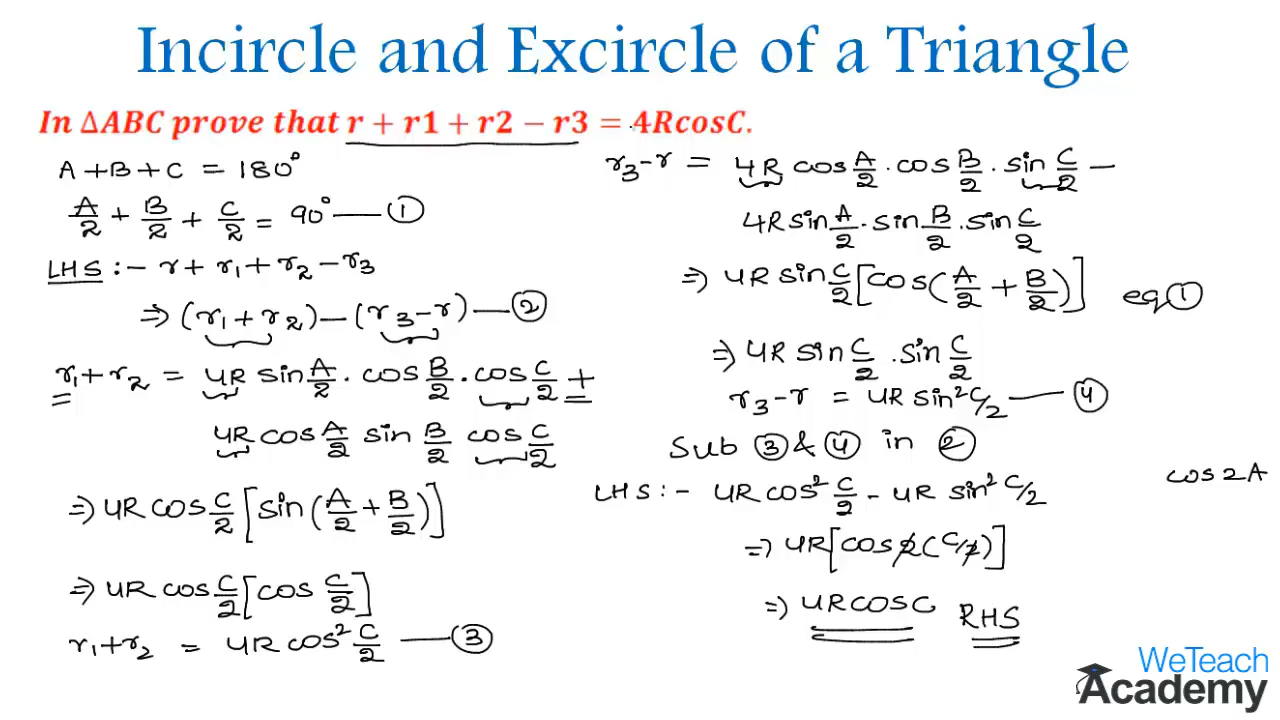 Incircle and Excircle of a Triangle
In ΔABC prove that r + r1 + r2 − r3 = 4RcosC.
A+B+C = 180°
A/2 + B/2 + C/2 = 90° — ①
LHS :- r + r₁ + r₂ − r₃
⇒ (r₁ + r₂) − (r₃ − r) — ②
r₁ + r₂ = 4R sin A/2 · cos B/2 · cos C/2 +
4R cos A/2 sin B/2 cos C/2
⇒ 4R cos C/2 [sin(A/2 + B/2)]
⇒ 4R cos C/2 [cos C/2]
r₁+r₂ = 4R cos² C/2 — ③
r₃−r = 4R cos A/2 · cos B/2 · sin C/2 −
4R sin A/2 · sin B/2 · sin C/2
⇒ 4R sin C/2 [cos(A/2 + B/2)] eq ①
⇒ 4R sin C/2 · sin C/2
r₃−r = 4R sin² C/2 — ④
Sub ③ & ④ in ②
LHS :- 4R cos² C/2 − 4R sin² C/2
cos 2A
⇒ 4R[cos 2(C/2)]
⇒ 4R cos C RHS
WeTeach
Academy